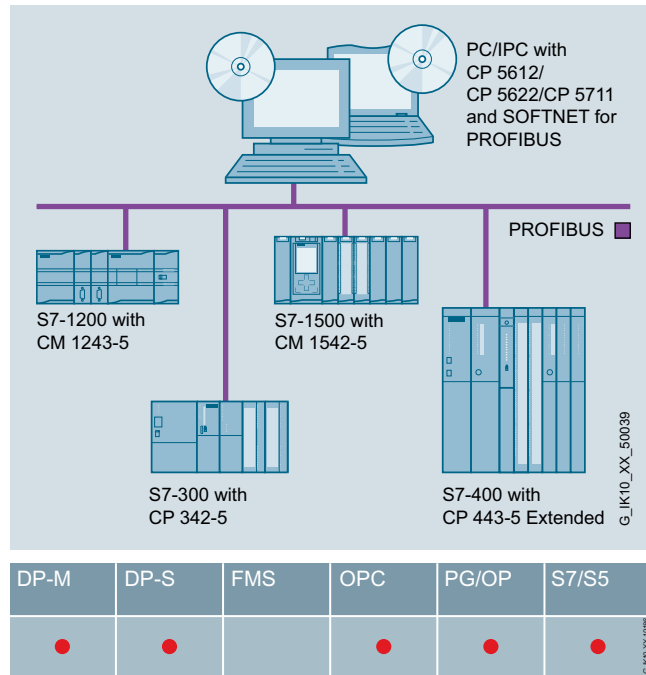 PC/IPC with
CP 5612/
CP 5622/CP 5711
and SOFTNET for
PROFIBUS
PROFIBUS
S7-1200 with
CM 1243-5
S7-1500 with
CM 1542-5
S7-300 with
CP 342-5
S7-400 with
CP 443-5 Extended
G_IK10_XX_50039
DP-M DP-S FMS OPC PG/OP S7/S5